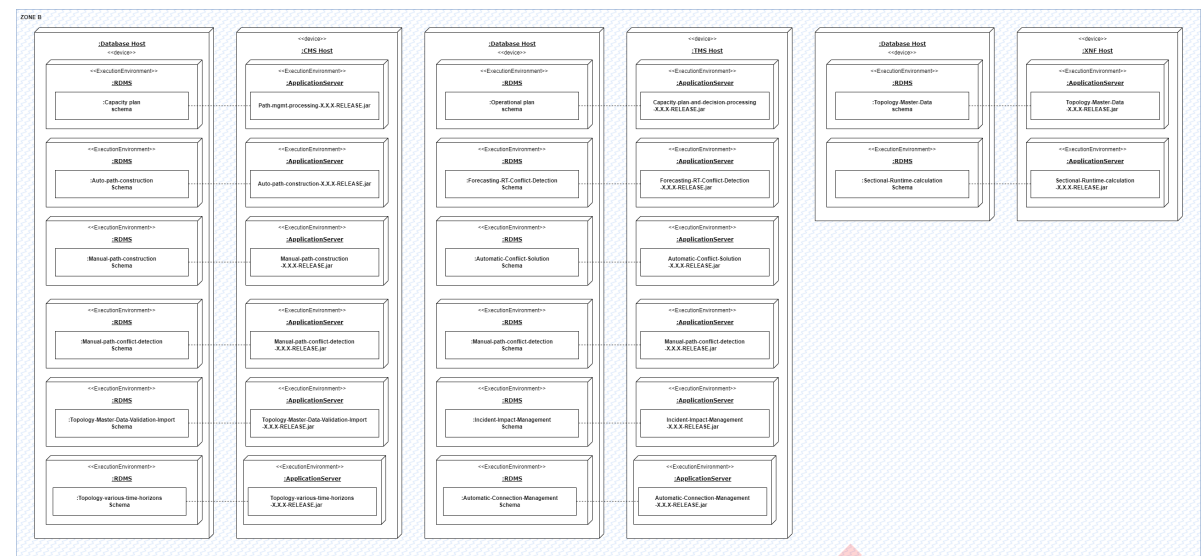 ZONE B
:Database Host
<<device>>
<<ExecutionEnvironment>>
:RDMS
:Capacity plan
schema
<<ExecutionEnvironment>>
:RDMS
:Auto-path-construction
Schema
<<ExecutionEnvironment>>
:RDMS
:Manual-path-construction
Schema
<<ExecutionEnvironment>>
:RDMS
:Manual-path-conflict-detection
Schema
<<ExecutionEnvironment>>
:RDMS
:Topology-Master-Data-Validation-Import
Schema
<<ExecutionEnvironment>>
:RDMS
:Topology-various-time-horizons
Schema
<<device>>
:CMS Host
<<ExecutionEnvironment>>
:ApplicationServer
Path-mgmt-processing-X.X.X-RELEASE.jar
<<ExecutionEnvironment>>
:ApplicationServer
Auto-path-construction-X.X.X-RELEASE.jar
<<ExecutionEnvironment>>
:ApplicationServer
Manual-path-construction
-X.X.X-RELEASE.jar
<<ExecutionEnvironment>>
:ApplicationServer
Manual-path-conflict-detection
-X.X.X-RELEASE.jar
<<ExecutionEnvironment>>
:ApplicationServer
Topology-Master-Data-Validation-Import
-X.X.X-RELEASE.jar
<<ExecutionEnvironment>>
:ApplicationServer
Topology-various-time-horizons
-X.X.X-RELEASE.jar
:Database Host
<<device>>
<<ExecutionEnvironment>>
:RDMS
:Operational plan
schema
<<ExecutionEnvironment>>
:RDMS
:Forecasting-RT-Conflict-Detection
Schema
<<ExecutionEnvironment>>
:RDMS
:Automatic-Conflict-Solution
Schema
<<ExecutionEnvironment>>
:RDMS
:Manual-path-conflict-detection
Schema
<<ExecutionEnvironment>>
:RDMS
:Incident-Impact-Management
Schema
<<ExecutionEnvironment>>
:RDMS
:Automatic-Connection-Management
Schema
<<device>>
:TMS Host
<<ExecutionEnvironment>>
:ApplicationServer
Capacity-plan-and-decision-processing
-X.X.X-RELEASE.jar
<<ExecutionEnvironment>>
:ApplicationServer
Forecasting-RT-Conflict-Detection
-X.X.X-RELEASE.jar
<<ExecutionEnvironment>>
:ApplicationServer
Automatic-Conflict-Solution
-X.X.X-RELEASE.jar
<<ExecutionEnvironment>>
:ApplicationServer
Manual-path-conflict-detection
-X.X.X-RELEASE.jar
<<ExecutionEnvironment>>
:ApplicationServer
Incident-Impact-Management
-X.X.X-RELEASE.jar
<<ExecutionEnvironment>>
:ApplicationServer
Automatic-Connection-Management
-X.X.X-RELEASE.jar
:Database Host
<<device>>
<<ExecutionEnvironment>>
:RDMS
:Topology-Master-Data
schema
<<ExecutionEnvironment>>
:RDMS
:Sectional-Runtime-calculation
Schema
<<device>>
:XNF Host
<<ExecutionEnvironment>>
:ApplicationServer
Topology-Master-Data
-X.X.X-RELEASE.jar
<<ExecutionEnvironment>>
:ApplicationServer
Sectional-Runtime-calculation
-X.X.X-RELEASE.jar